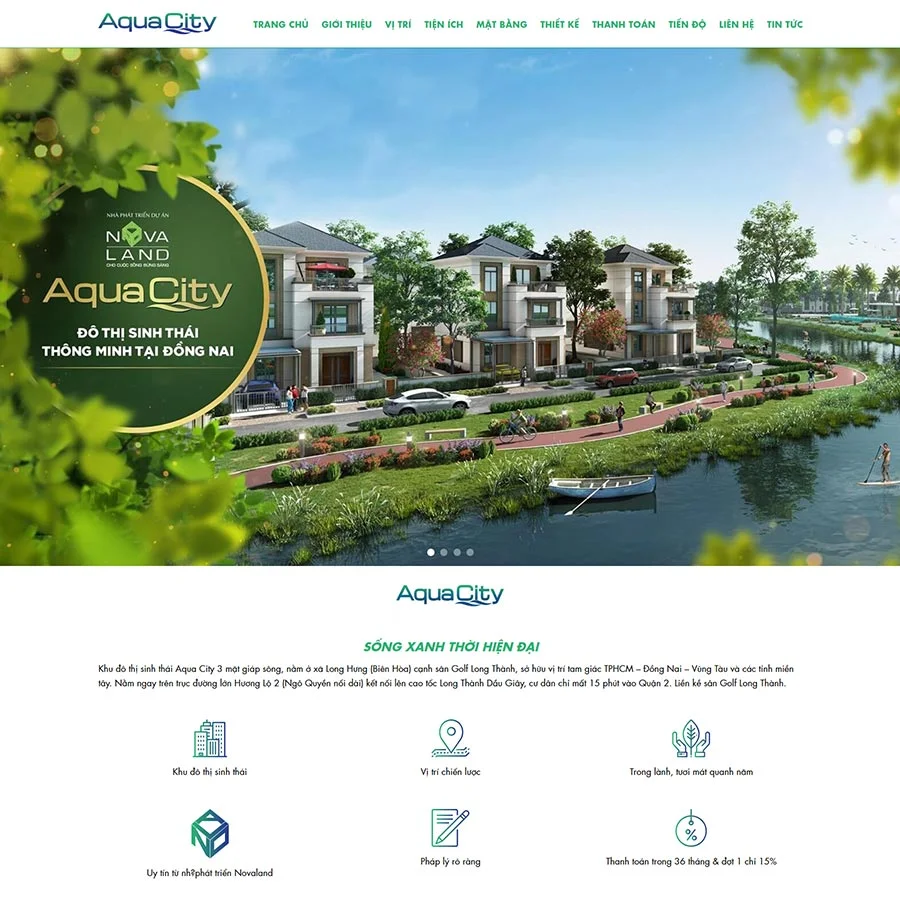 Aqua City
TRANG CHỦ GIỚI THIỆU VỊ TRÍ TIỆN ÍCH MẶT BẰNG THIẾT KẾ THANH TOÁN TIẾN ĐỘ LIÊN HỆ TIN TỨC
NHÀ PHÁT TRIỂN DỰ ÁN
NOVA
LAND
CHO CUỘC SỐNG BỪNG SÁNG
Aqua City
ĐÔ THỊ SINH THÁI
THÔNG MINH TẠI ĐỒNG NAI
Aqua City
SỐNG XANH THỜI HIỆN ĐẠI
Khu đô thị sinh thái Aqua City 3 mặt giáp sông, nằm ở xã Long Hưng (Biên Hòa) cạnh sân Golf Long Thành, sở hữu vị trí tam giác TPHCM – Đồng Nai – Vũng Tàu và các tỉnh miền
tây. Nằm ngay trên trục đường lớn Hương Lộ 2 (Ngô Quyền nối dài) kết nối lên cao tốc Long Thành Dầu Giây, cư dân chỉ mất 15 phút vào Quận 2. Liền kề sân Golf Long Thành.
Khu đô thị sinh thái
Vị trí chiến lược
Trong lành, tươi mát quanh năm
Uy tín từ nh?phát triển Novaland
Pháp lý rõ ràng
Thanh toán trong 36 tháng & đợt 1 chỉ 15%